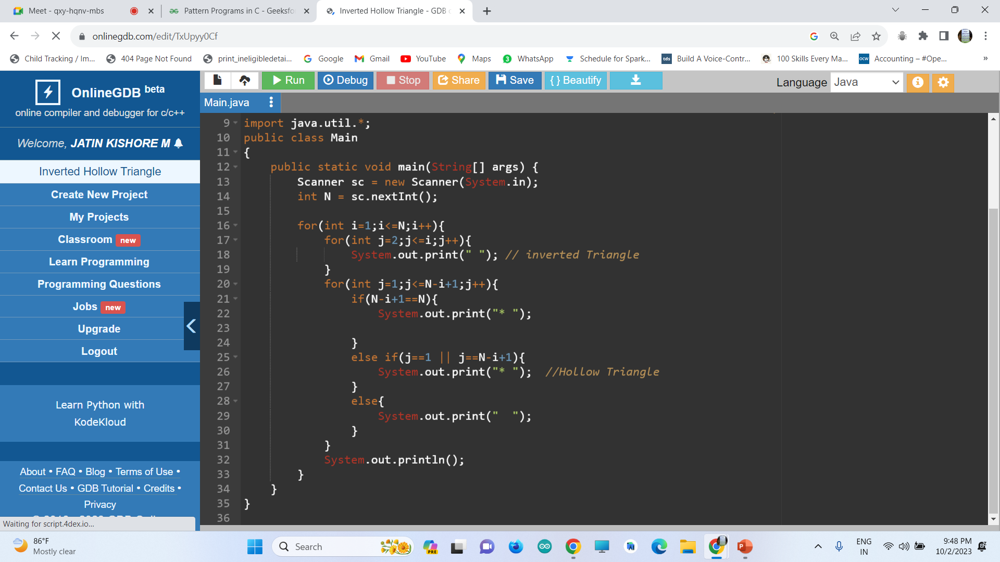 Meet - qxy-hqnv-mbs
Pattern Programs in C - Geeksfo
Inverted Hollow Triangle - GDB
onlinegdb.com/edit/TxUpyy0Cf
Child Tracking / Im...
404 Page Not Found
print_ineligibledetai...
Google
Gmail
YouTube
Maps
3
WhatsApp
Schedule for Spark...
tds
Build A Voice-Contr...
100 Skills Every Ma...
ocw
Accounting – #Ope...
»
OnlineGDB beta
online compiler and debugger for c/c++
Welcome, JATIN KISHORE M
Inverted Hollow Triangle
Create New Project
My Projects
Classroom new
Learn Programming
Programming Questions
Jobs new
Upgrade
Logout
Learn Python with
KodeKloud
About • FAQ • Blog • Terms of Use •
Contact Us • GDB Tutorial • Credits •
Privacy
Waiting for script.4dex.io...
Run
Debug
Stop
Share
Save
{ } Beautify
Language Java
Main.java
9 import java.util.*;
10 public class Main
11 {
12 public static void main(String[] args) {
13 Scanner sc = new Scanner(System.in);
14 int N = sc.nextInt();
15
16 for(int i=1;i<=N;i++){
17 for(int j=2;j<=i;j++){
18 System.out.print(" "); // inverted Triangle
19 }
20 for(int j=1;j<=N-i+1;j++){
21 if(N-i+1==N){
22 System.out.print("* ");
23
24 }
25 else if(j==1 || j==N-i+1){
26 System.out.print("* ");  //Hollow Triangle
27 }
28 else{
29 System.out.print("  ");
30 }
31 }
32 System.out.println();
33 }
34 }
35 }
36
86°F
Mostly clear
Search
PRE
ENG
IN
9:48 PM
10/2/2023